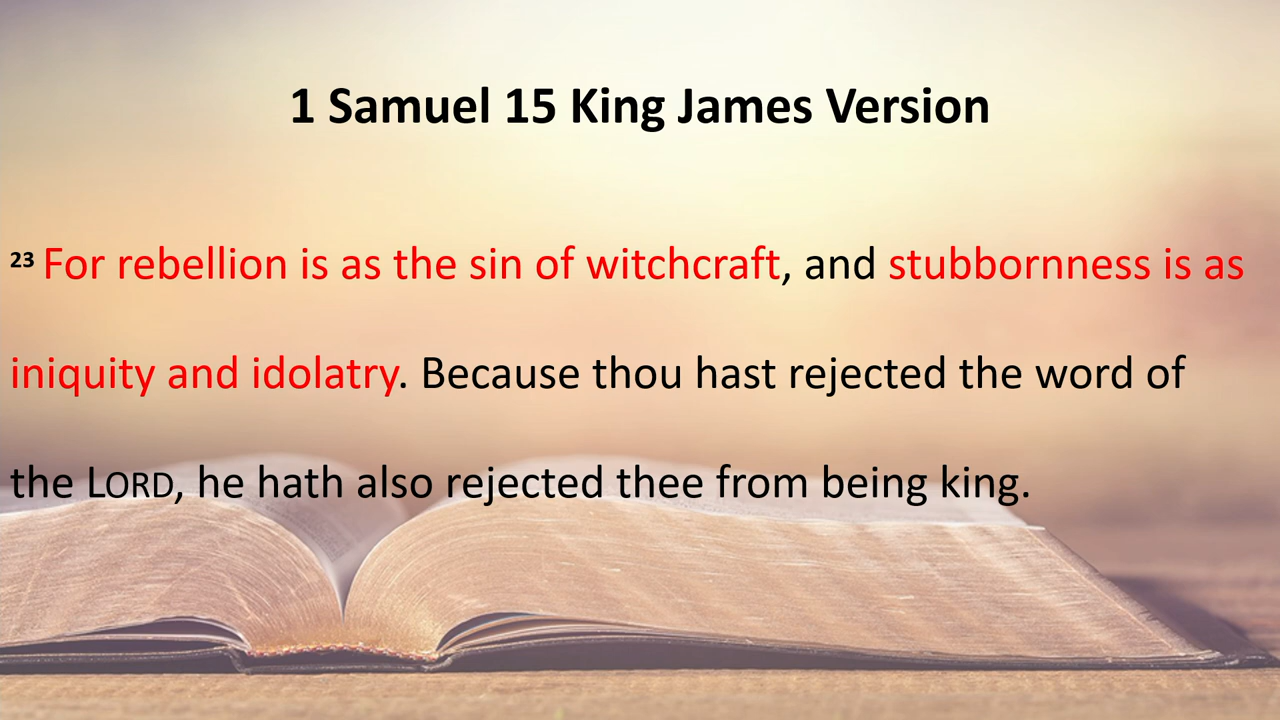 1 Samuel 15 King James Version
23 For rebellion is as the sin of witchcraft, and stubbornness is as
iniquity and idolatry. Because thou hast rejected the word of
the LORD, he hath also rejected thee from being king.